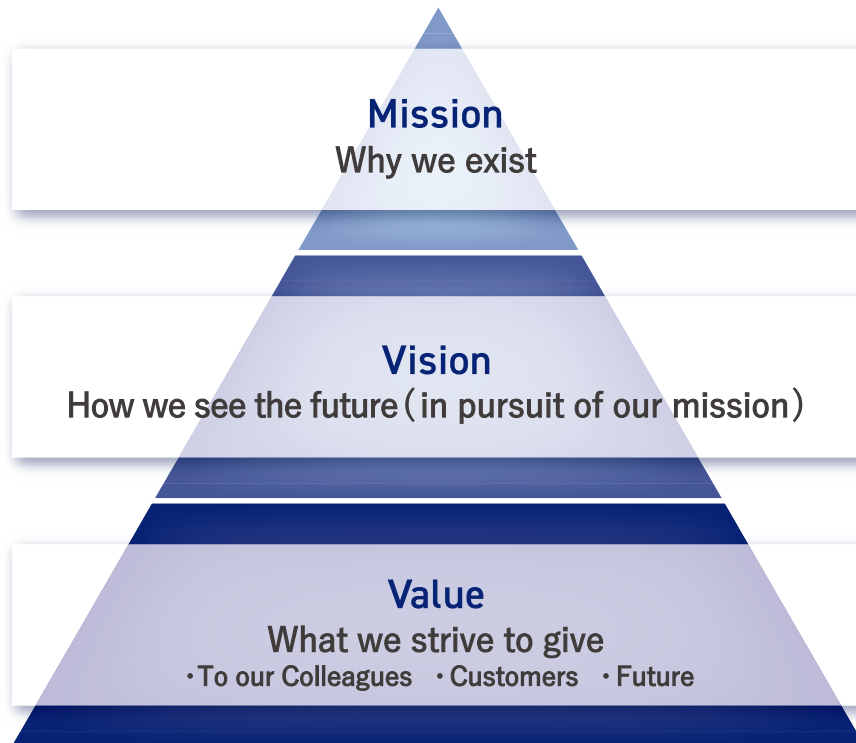 Mission
Why we exist
Vision
How we see the future (in pursuit of our mission)
Value
What we strive to give
・To our Colleagues ・Customers ・Future